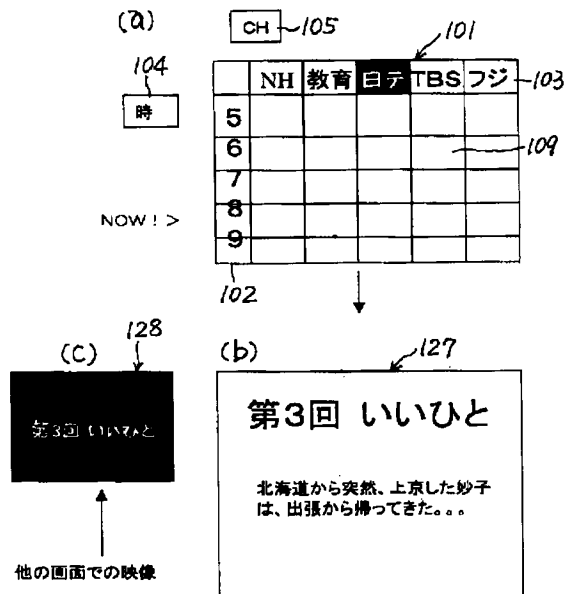 (a)
CH 105
101
104
時
NH 教育 日テ TBS フジ 103
5
6 109
7
8
NOW！>
9
102
(c) 128
(b) 127
第3回 いいひと
第3回 いいひと
北海道から突然、上京した妙子
は、出張から帰ってきた。。。
他の画面での映像